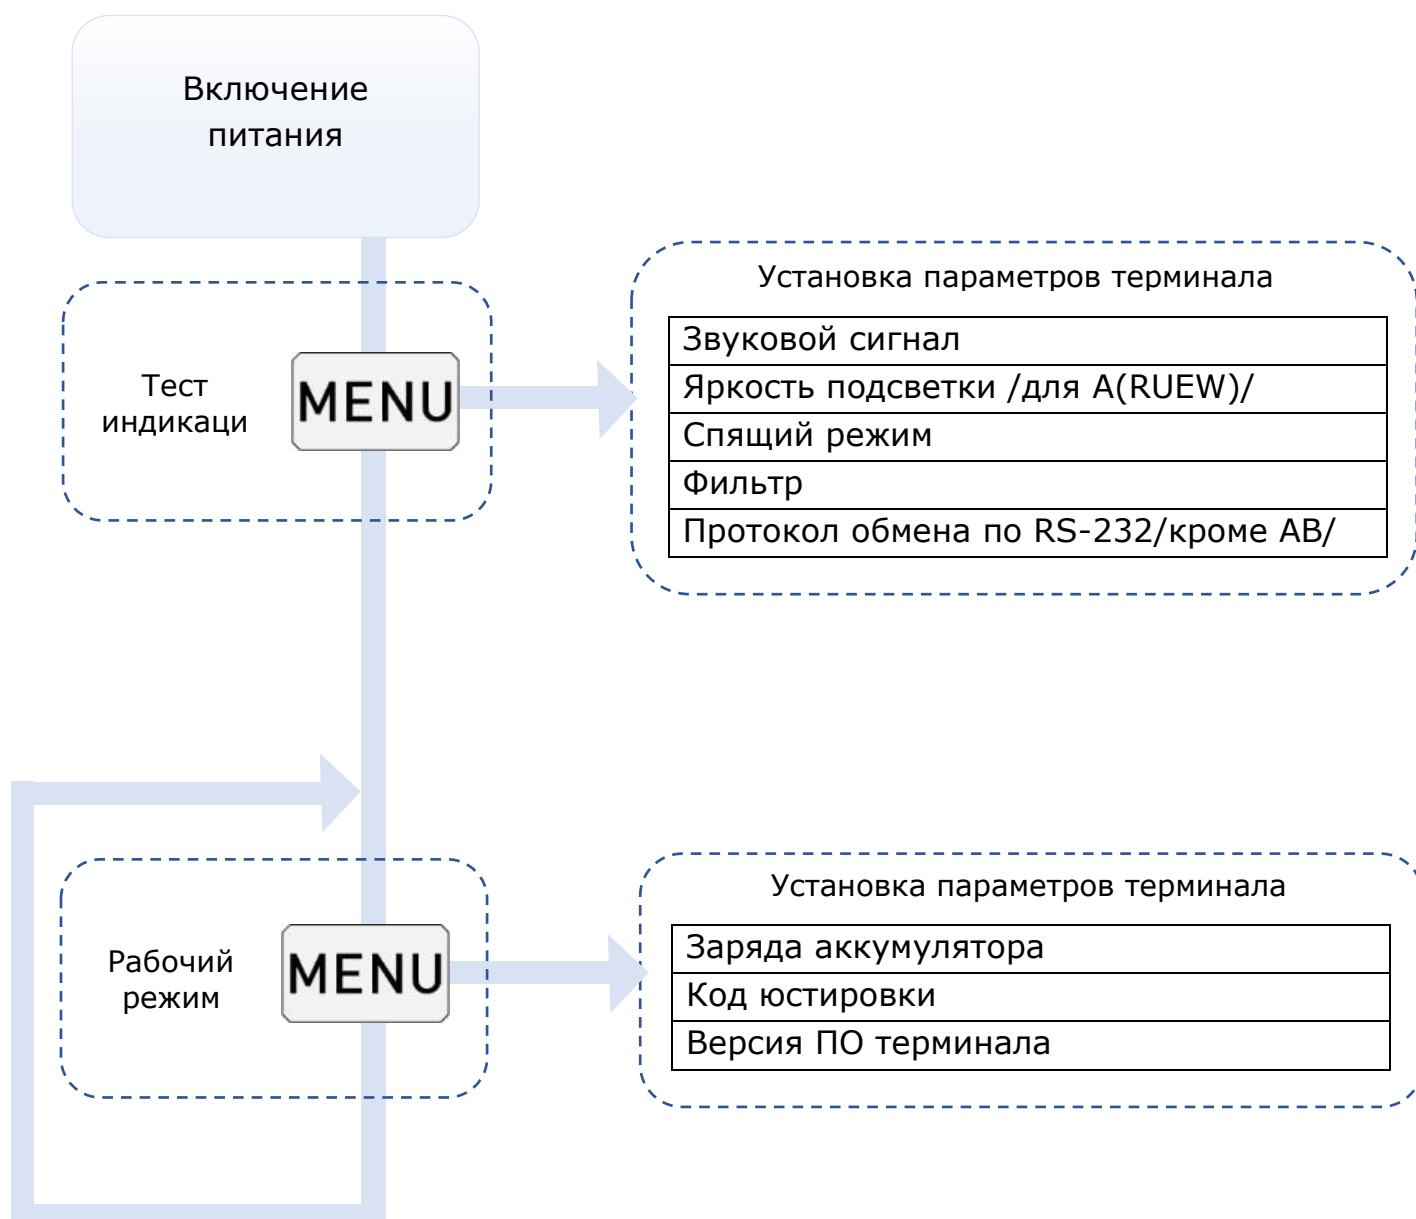 Включение
питания
Установка параметров терминала
Звуковой сигнал
Яркость подсветки /для A(RUEW)/
Спящий режим
Фильтр
Протокол обмена по RS-232/кроме AB/
Тест
индикаци
MENU
Установка параметров терминала
Заряда аккумулятора
Код юстировки
Версия ПО терминала
Рабочий
режим
MENU